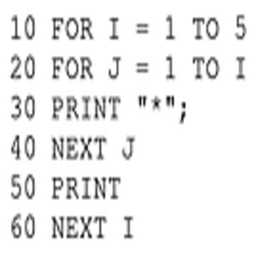 10 FOR I = 1 TO 5
20 FOR J = 1 TO I
30 PRINT "*";
40 NEXT J
50 PRINT
60 NEXT I